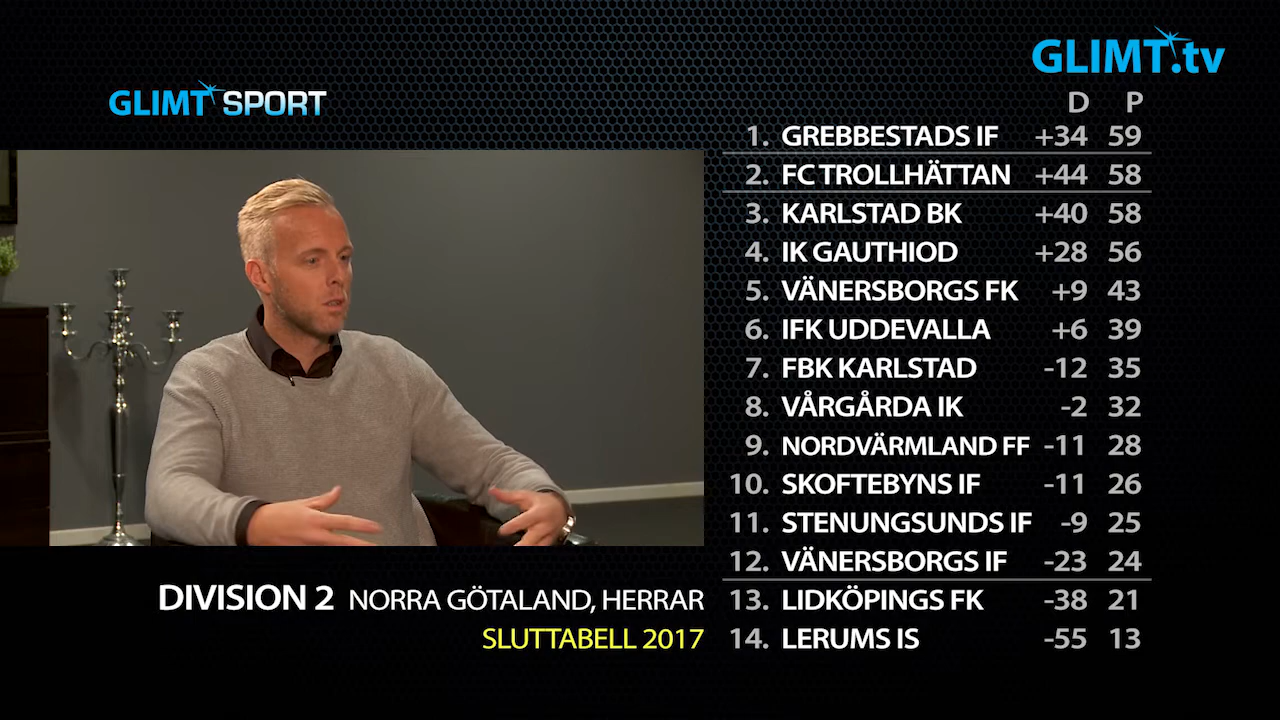 GLIMT.tv
GLIMT SPORT
D P
1. GREBBESTADS IF +34 59
2. FC TROLLHÄTTAN +44 58
3. KARLSTAD BK +40 58
4. IK GAUTHIOD +28 56
5. VÄNERSBORGS FK +9 43
6. IFK UDDEVALLA +6 39
7. FBK KARLSTAD -12 35
8. VÅRGÅRDA IK -2 32
9. NORDVÄRMLAND FF -11 28
10. SKOFTEBYNS IF -11 26
11. STENUNGSUNDS IF -9 25
12. VÄNERSBORGS IF -23 24
13. LIDKÖPINGS FK -38 21
14. LERUMS IS -55 13
DIVISION 2 NORRA GÖTALAND, HERRAR
SLUTTABELL 2017